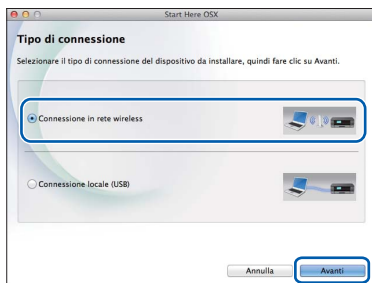 Start Here OSX
Tipo di connessione
Selezionare il tipo di connessione del dispositivo da installare, quindi fare clic su Avanti.
Connessione in rete wireless
Connessione locale (USB)
Annulla
Avanti